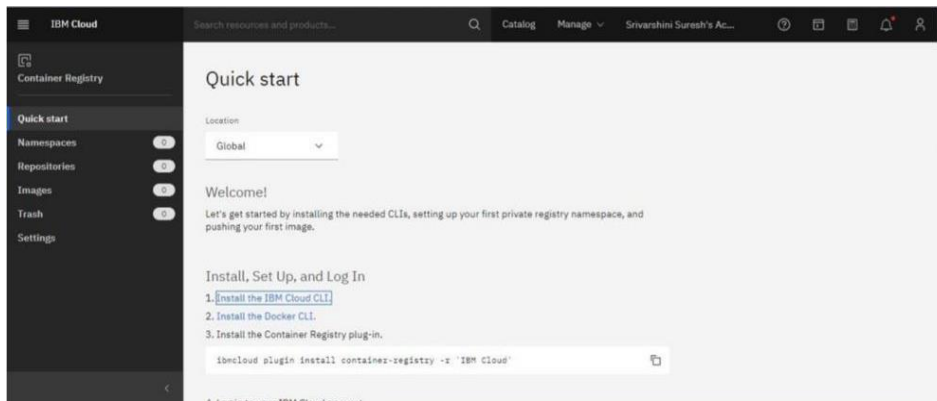 IBM Cloud
Search resources and products...
Catalog
Manage
Srivarshini Suresh's Ac...
Container Registry
Quick start
Namespaces 0
Repositories 0
Images 0
Trash 0
Settings
Quick start
Location
Global
Welcome!
Let's get started by installing the needed CLIs, setting up your first private registry namespace, and
pushing your first image.
Install, Set Up, and Log In
1. Install the IBM Cloud CLI.
2. Install the Docker CLI.
3. Install the Container Registry plug-in.
ibmcloud plugin install container-registry -r 'IBM Cloud'